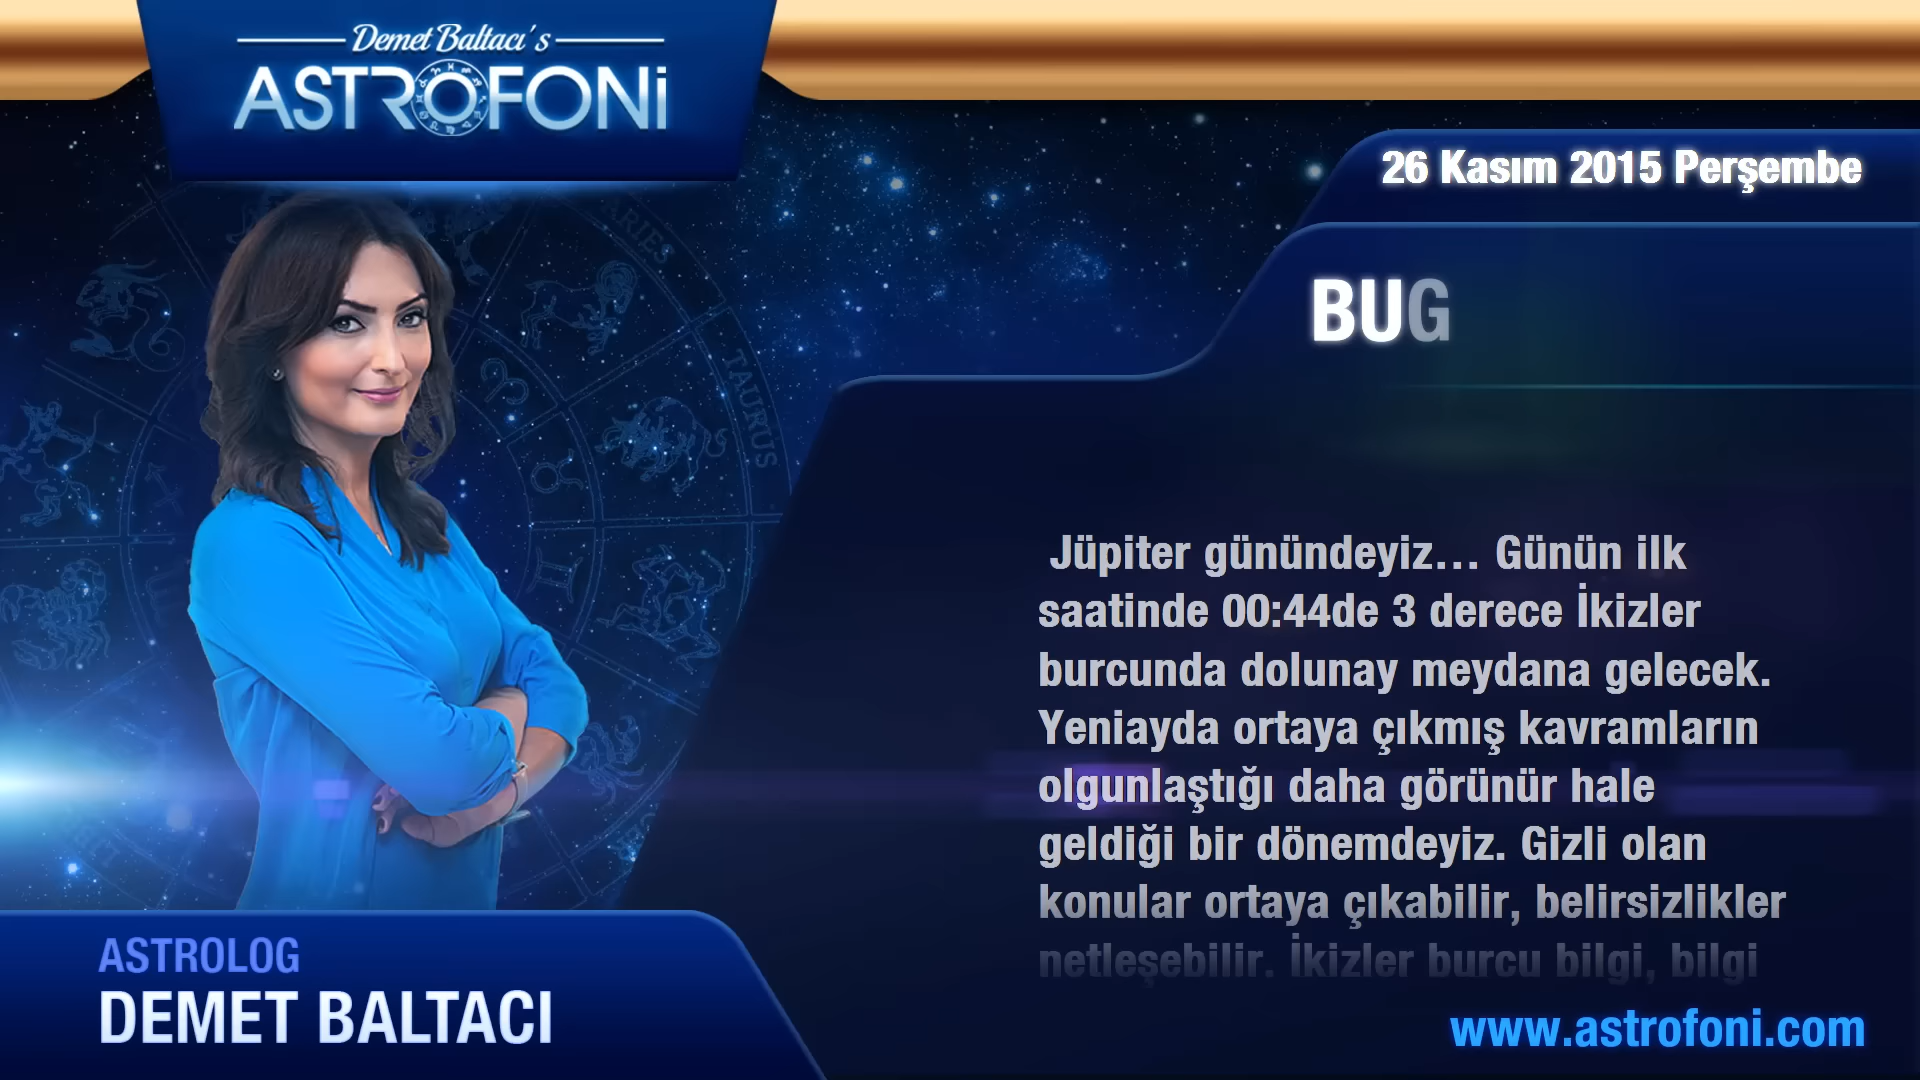 Demet Baltacı's
ASTROFONi
26 Kasım 2015 Perşembe
BUG
ARIES
TAURUS
Jüpiter günündeyiz... Günün ilk
saatinde 00:44de 3 derece İkizler
burcunda dolunay meydana gelecek.
Yeniayda ortaya çıkmış kavramların
olgunlaştığı daha görünür hale
geldiği bir dönemdeyiz. Gizli olan
konular ortaya çıkabilir, belirsizlikler
netleşebilir. İkizler burcu bilgi, bilgi
ASTROLOG
DEMET BALTACI
www.astrofoni.com